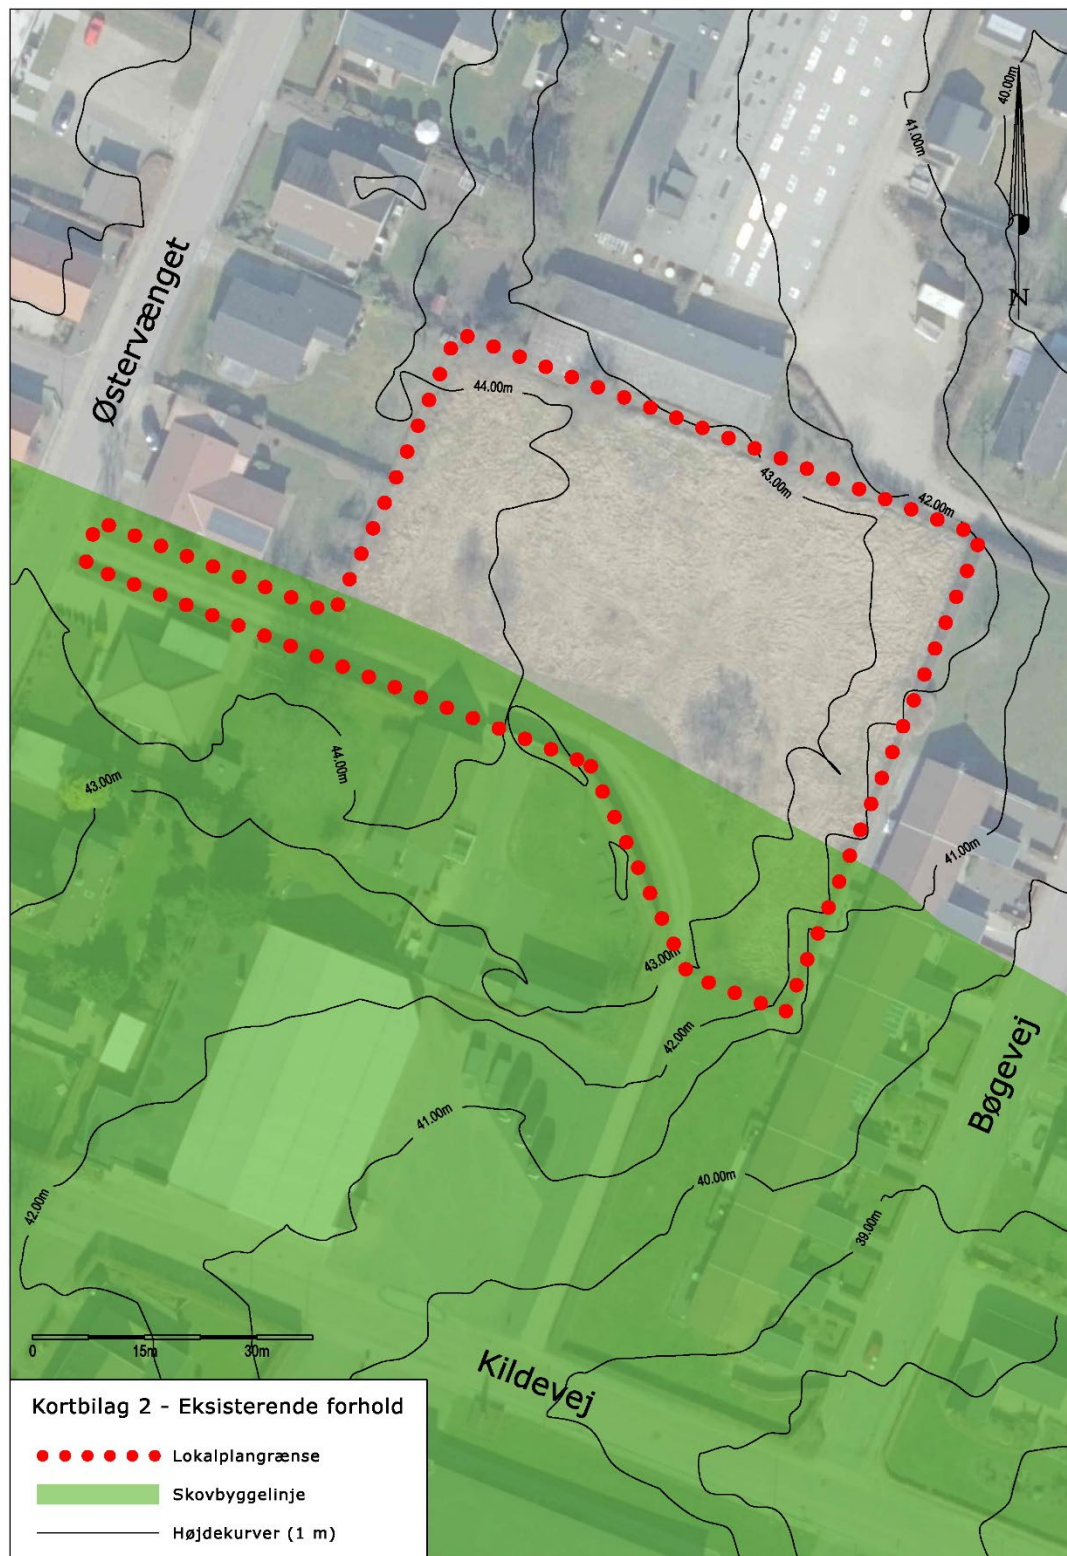 40.00m
41.00m
N
Østervænget
44.00m
43.00m
42.00m
44.00m
43.00m
41.00m
43.00m
42.00m
Bøgevej
41.00m
40.00m
42.00m
39.00m
0 15m 30m
Kildevej
Kortbilag 2 - Eksisterende forhold
Lokalplangrænse
Skovbyggelinje
Højdekurver (1 m)